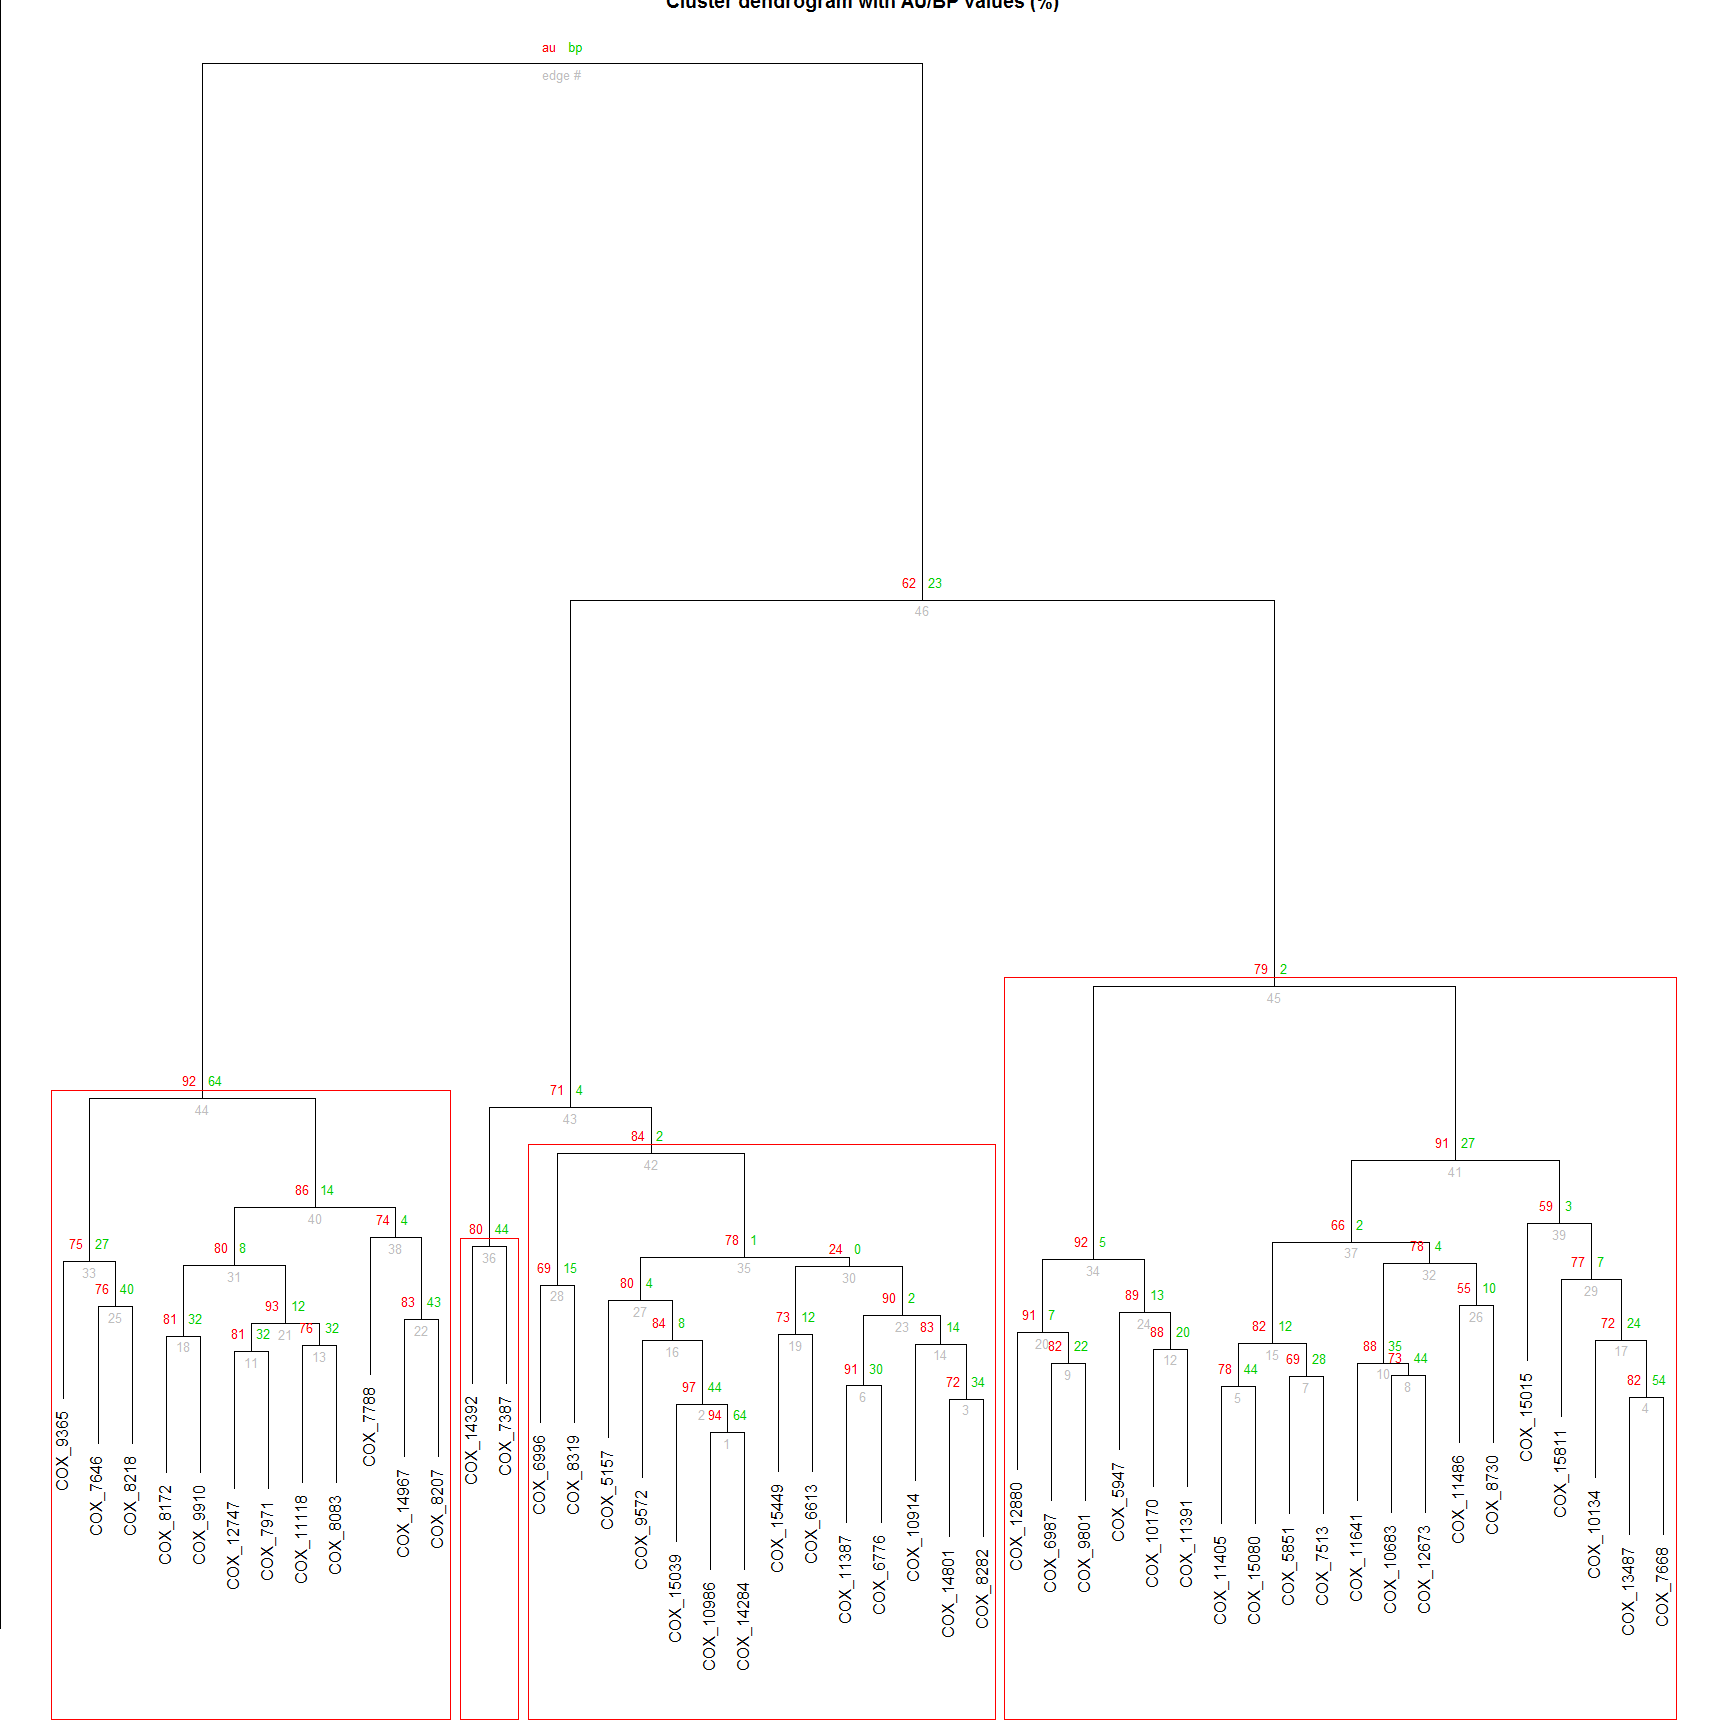 Cluster dendrogram with AU/BP values (%)
au bp
edge #
62 23
46
79 2
45
92 64
44
71 4
43
84 2
42
91 27
41
86 14
40
74 4
38
75 27
33
76 40
25
80 8
31
81 32
18
93 12
21
81 32
11
76 32
13
83 43
22
80 44
36
69 15
28
78 1
35
24 0
30
80 4
27
84 8
16
97 44
2
94 64
1
73 12
19
90 2
23
91 30
6
83 14
14
72 34
3
92 5
34
91 7
20
82 22
9
89 13
24
88 20
12
66 2
37
82 12
15
78 44
5
69 28
7
78 4
32
88 35
10
73 44
8
55 10
26
59 3
39
77 7
29
72 24
17
82 54
4
COX_9365
COX_7646
COX_8218
COX_8172
COX_9910
COX_12747
COX_7971
COX_11118
COX_8083
COX_7788
COX_14967
COX_8207
COX_14392
COX_7387
COX_6996
COX_8319
COX_5157
COX_9572
COX_15039
COX_10986
COX_14284
COX_15449
COX_6613
COX_11387
COX_6776
COX_10914
COX_14801
COX_8282
COX_12880
COX_6987
COX_9801
COX_5947
COX_10170
COX_11391
COX_11405
COX_15080
COX_5851
COX_7513
COX_11641
COX_10683
COX_12673
COX_11486
COX_8730
COX_15015
COX_15811
COX_10134
COX_13487
COX_7668